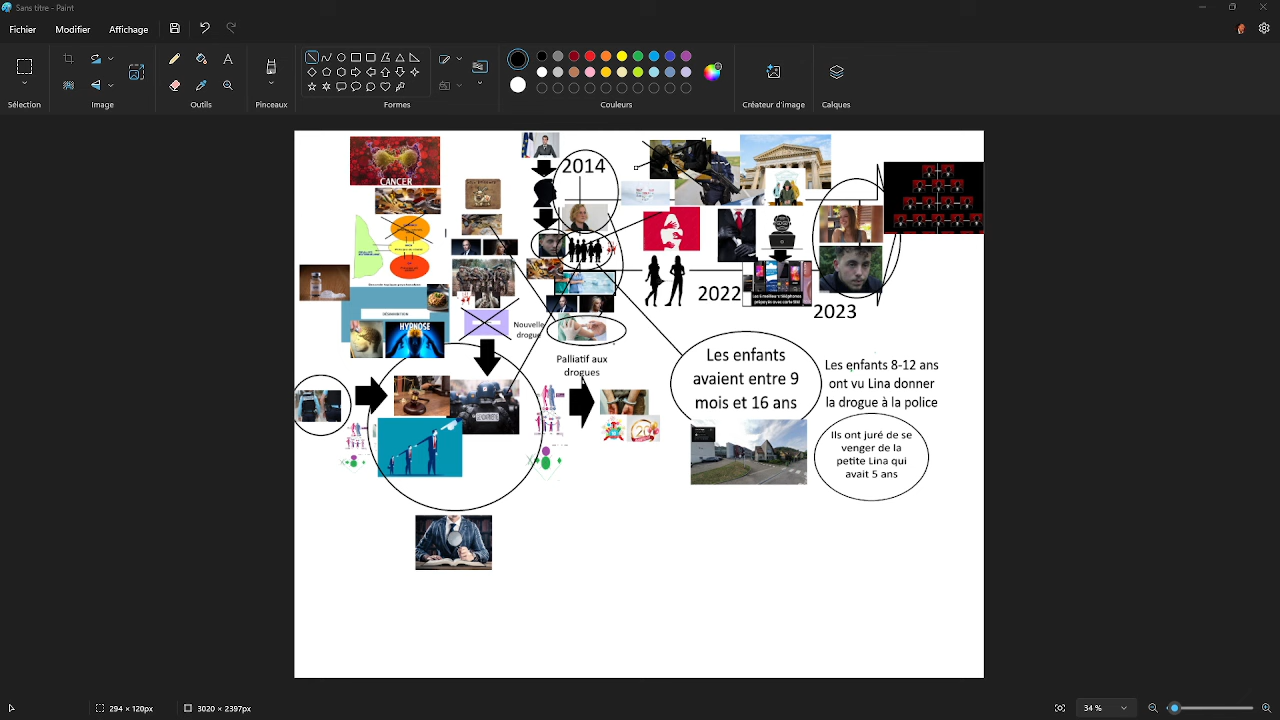 Sans titre - Paint
Fichier
Modifier
Affichage
Sélection
Image
Outils
Pinceaux
Formes
Couleurs
Créateur d'image
Calques
CANCER
2014
HYPNOSE
Nouvelle
drogue
Palliatif aux
drogues
2022
2023
Les enfants
avaient entre 9
mois et 16 ans
Les enfants 8-12 ans
ont vu Lina donner
la drogue à la police
Ils ont juré de se
venger de la
petite Lina qui
avait 5 ans
294 × 120px
3020 × 2397px
34 %